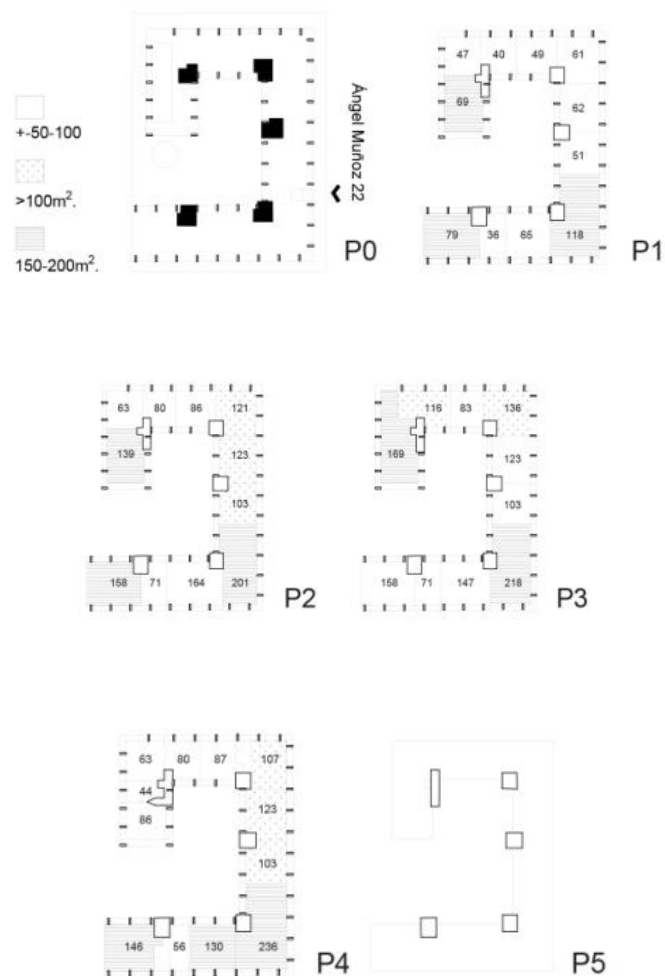 +-50-100
>100m².
150-200m².
Ángel Muñoz 22
P0
47 40 49 61
69
62
51
79 36 65 118
P1
63 80 86 121
139
123
103
158 71 164 201
P2
116 83 136
169
123
103
158 71 147 218
P3
63 80 87 107
44
86
123
103
146 56 130 236
P4
P5